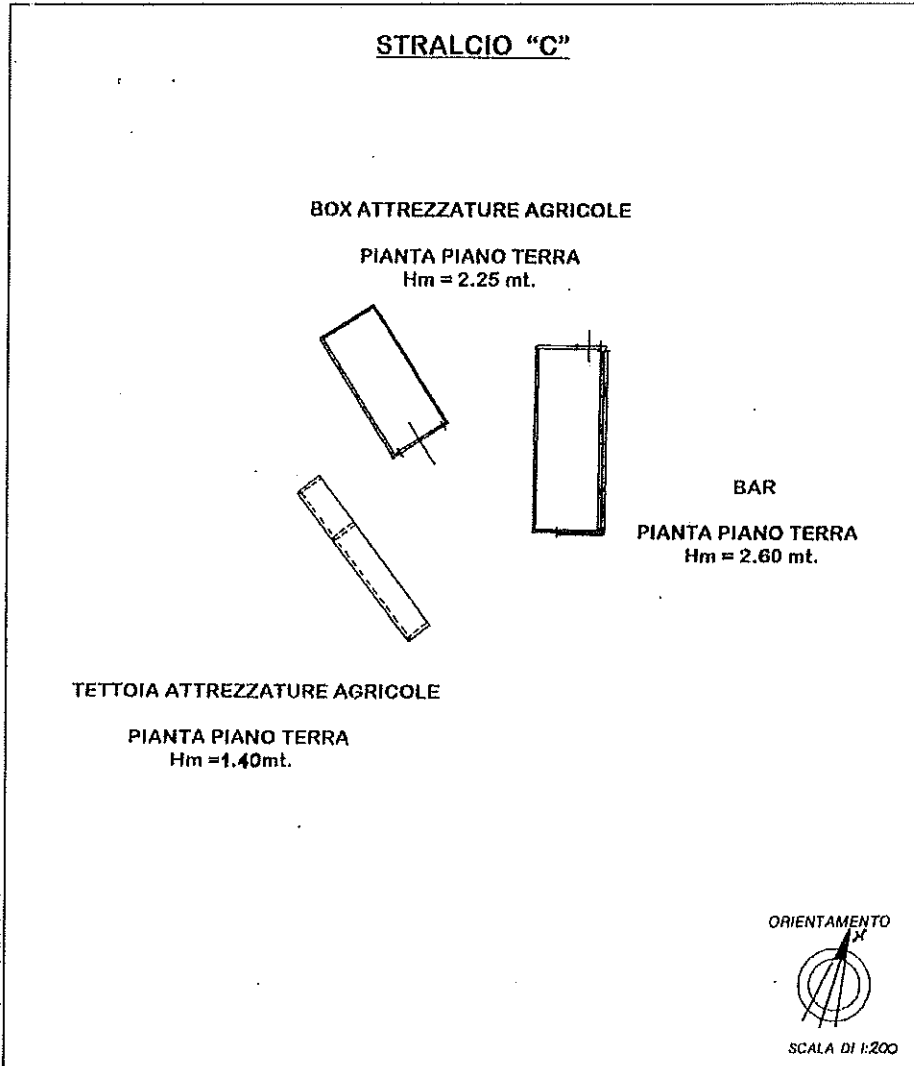 STRALCIO “C”
BOX ATTREZZATURE AGRICOLE
PIANTA PIANO TERRA
Hm = 2.25 mt.
BAR
PIANTA PIANO TERRA
Hm = 2.60 mt.
TETTOIA ATTREZZATURE AGRICOLE
PIANTA PIANO TERRA
Hm =1.40mt.
ORIENTAMENTO
N
SCALA DI 1:200